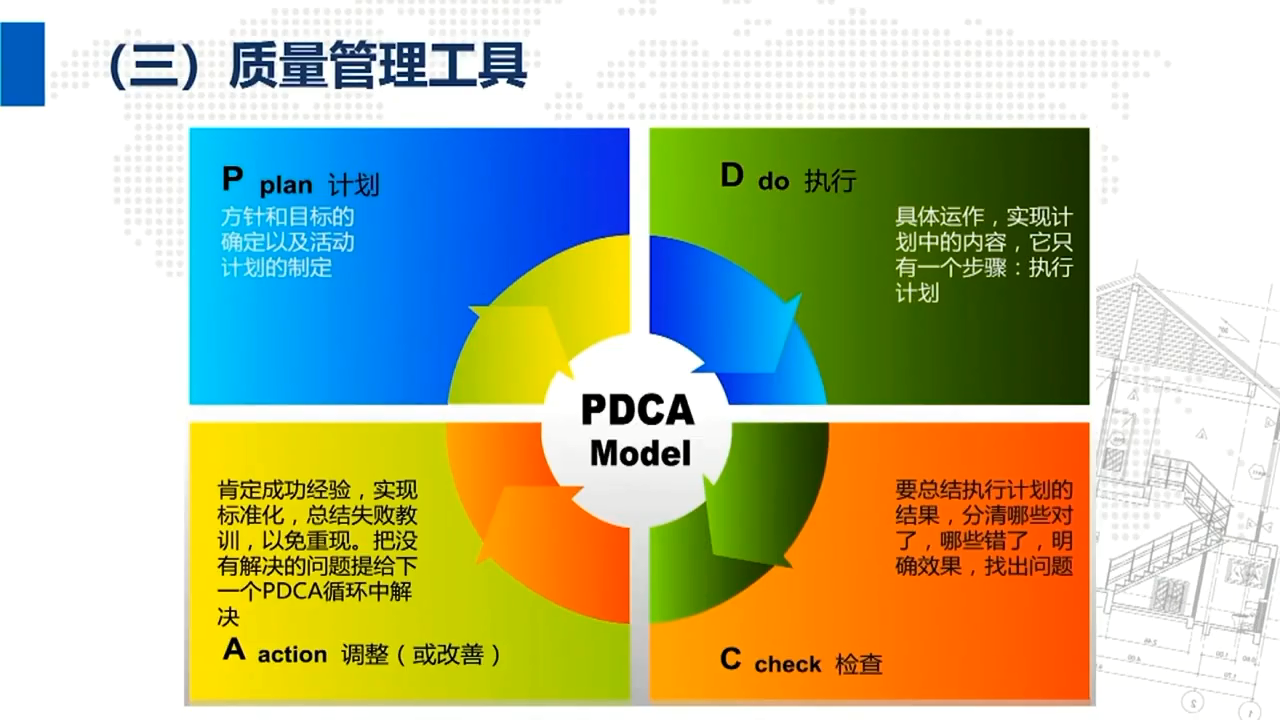 （三）质量管理工具
P plan 计划
方针和目标的
确定以及活动
计划的制定
D do 执行
具体运作，实现计
划中的内容，它只
有一个步骤：执行
计划
PDCA
Model
肯定成功经验，实现
标准化，总结失败教
训，以免重现。把没
有解决的问题提给下
一个PDCA循环中解
决
A action 调整（或改善）
要总结执行计划的
结果，分清哪些对
了，哪些错了，明
确效果，找出问题
C check 检查